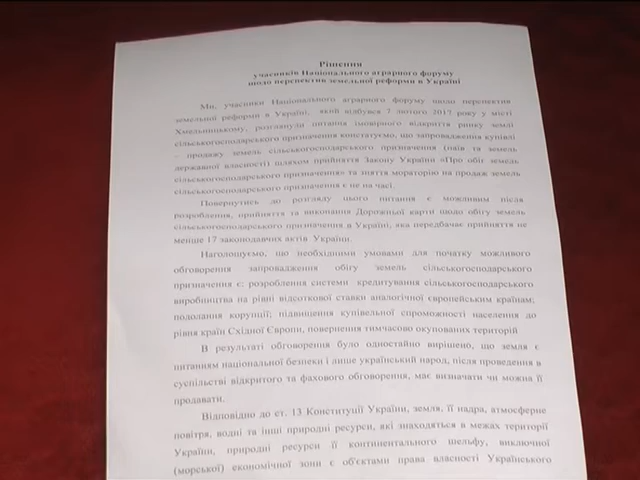 Рішення
учасників Національного аграрного форуму
щодо перспектив земельної реформи в Україні
Ми, учасники Національного аграрного форуму щодо перспектив
земельної реформи в Україні, який відбувся 7 лютого 2017 року у місті
Хмельницькому, розглянули питання імовірного відкриття ринку землі
сільськогосподарського призначення констатуємо, що запровадження купівлі
– продажу земель сільськогосподарського призначення (паїв та земель
державної власності) шляхом прийняття Закону України «Про обіг земель
сільськогосподарського призначення» та зняття мораторію на продаж земель
сільськогосподарського призначення є не на часі.
Повернутись до розгляду цього питання є можливим після
розроблення, прийняття та виконання Дорожньої карти щодо обігу земель
сільськогосподарського призначення в Україні, яка передбачає прийняття не
менше 17 законодавчих актів України.
Наголошуємо, що необхідними умовами для початку можливого
обговорення запровадження обігу земель сільськогосподарського
призначення є: розроблення системи кредитування сільськогосподарського
виробництва на рівні відсоткової ставки аналогічної європейським країнам;
подолання корупції; підвищення купівельної спроможності населення до
рівня країн Східної Європи, повернення тимчасово окупованих територій
В результаті обговорення було одностайно вирішено, що земля є
питанням національної безпеки і лише український народ, після проведення в
суспільстві відкритого та фахового обговорення, має визначати чи можна її
продавати.
Відповідно до ст. 13 Конституції України, земля, її надра, атмосферне
повітря, водні та інші природні ресурси, які знаходяться в межах території
України, природні ресурси її континентального шельфу, виключної
(морської) економічної зони є об'єктами права власності Українського